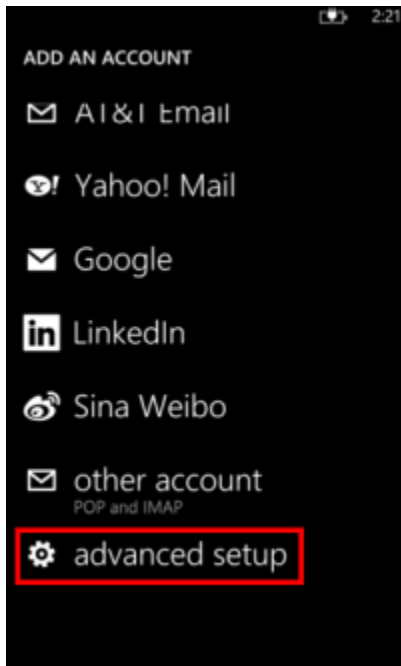 2:21
ADD AN ACCOUNT
AT&T Email
Yahoo! Mail
Google
in LinkedIn
Sina Weibo
other account
POP and IMAP
advanced setup